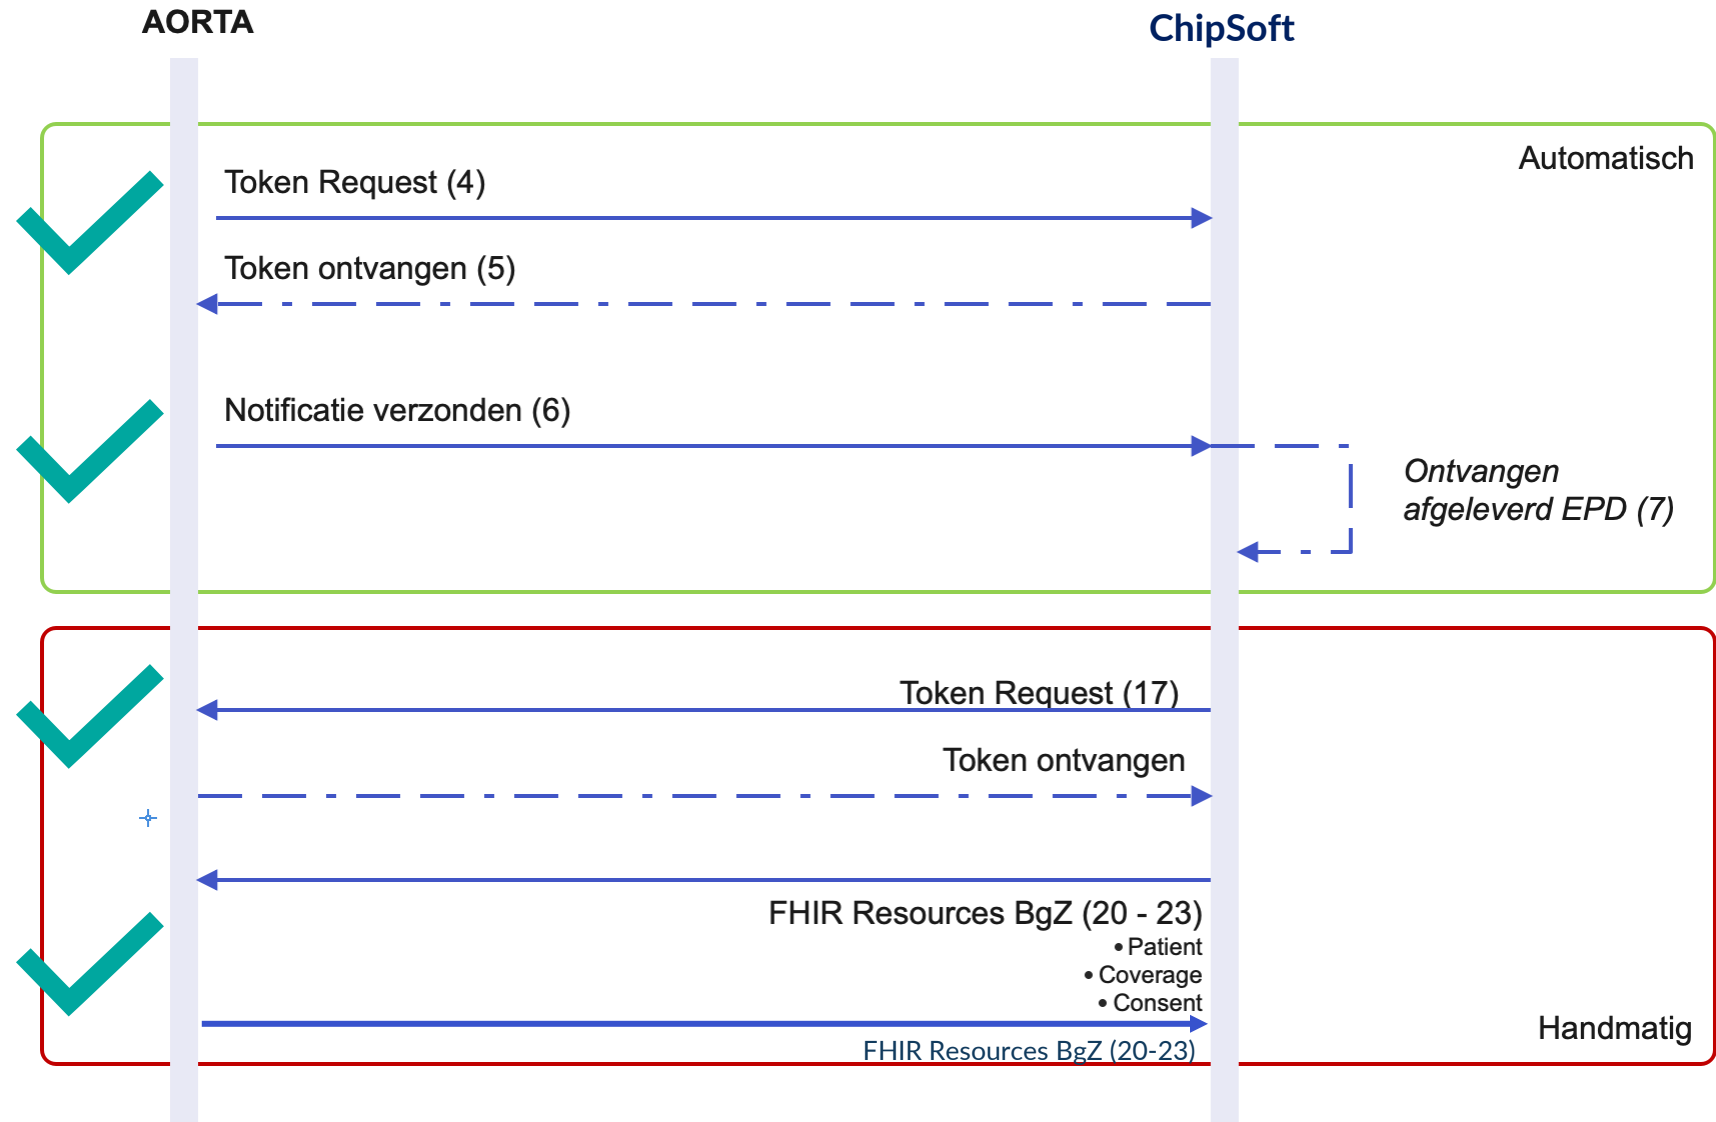 AORTA
ChipSoft
Automatisch
Token Request (4)
Token ontvangen (5)
Notificatie verzonden (6)
Ontvangen
afgeleverd EPD (7)
Token Request (17)
Token ontvangen
FHIR Resources BgZ (20 - 23)
• Patient
• Coverage
• Consent
Handmatig
FHIR Resources BgZ (20-23)